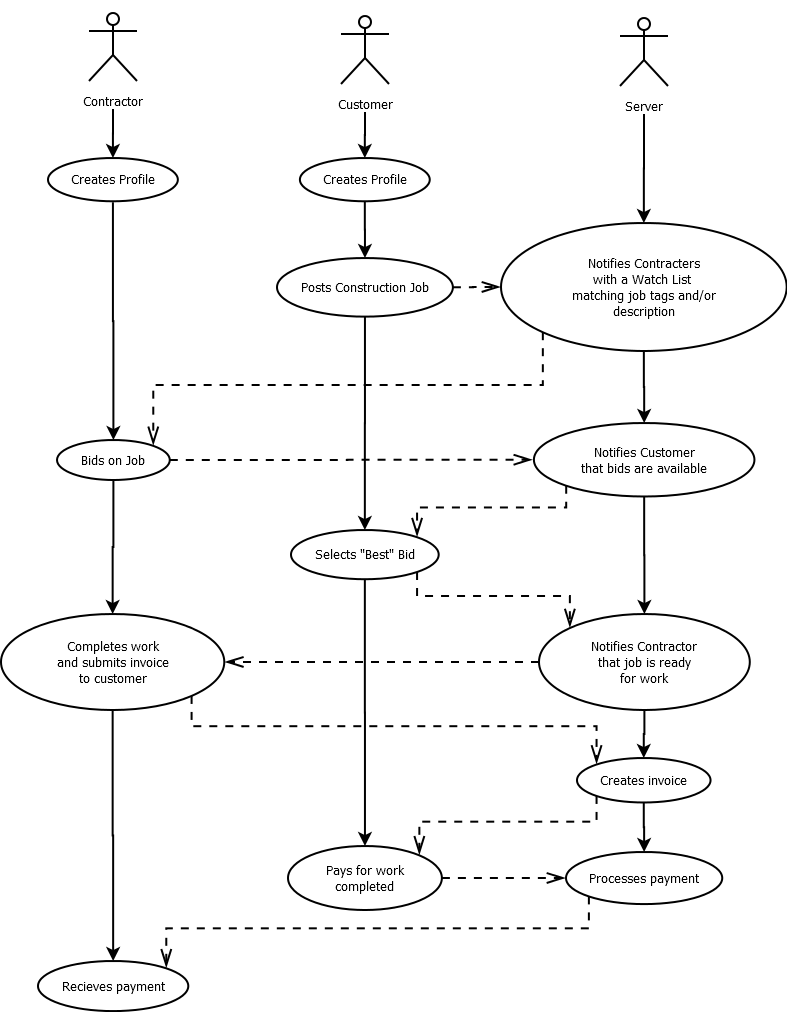 Contractor
Customer
Server
Creates Profile
Creates Profile
Notifies Contracters
with a Watch List
matching job tags and/or
description
Posts Construction Job
Bids on Job
Notifies Customer
that bids are available
Selects "Best" Bid
Completes work
and submits invoice
to customer
Notifies Contractor
that job is ready
for work
Creates invoice
Pays for work
completed
Processes payment
Recieves payment